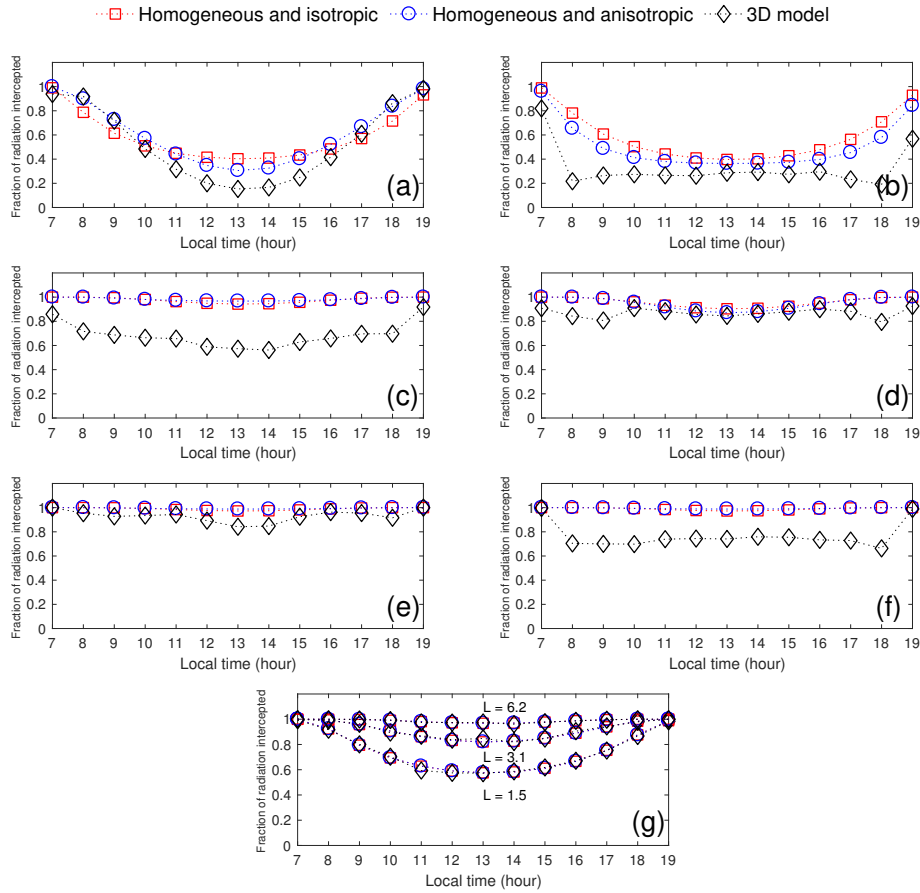 Homogeneous and isotropic Homogeneous and anisotropic 3D model
Fraction of radiation intercepted
1
0.8
0.6
0.4
0.2
0
7 8 9 10 11 12 13 14 15 16 17 18 19
Local time (hour)
(a)
Fraction of radiation intercepted
1
0.8
0.6
0.4
0.2
0
7 8 9 10 11 12 13 14 15 16 17 18 19
Local time (hour)
(b)
Fraction of radiation intercepted
1
0.8
0.6
0.4
0.2
0
7 8 9 10 11 12 13 14 15 16 17 18 19
Local time (hour)
(c)
Fraction of radiation intercepted
1
0.8
0.6
0.4
0.2
0
7 8 9 10 11 12 13 14 15 16 17 18 19
Local time (hour)
(d)
Fraction of radiation intercepted
1
0.8
0.6
0.4
0.2
0
7 8 9 10 11 12 13 14 15 16 17 18 19
Local time (hour)
(e)
Fraction of radiation intercepted
1
0.8
0.6
0.4
0.2
0
7 8 9 10 11 12 13 14 15 16 17 18 19
Local time (hour)
(f)
Fraction of radiation intercepted
1
0.8
0.6
0.4
0.2
0
L = 6.2
L = 3.1
L = 1.5
7 8 9 10 11 12 13 14 15 16 17 18 19
Local time (hour)
(g)